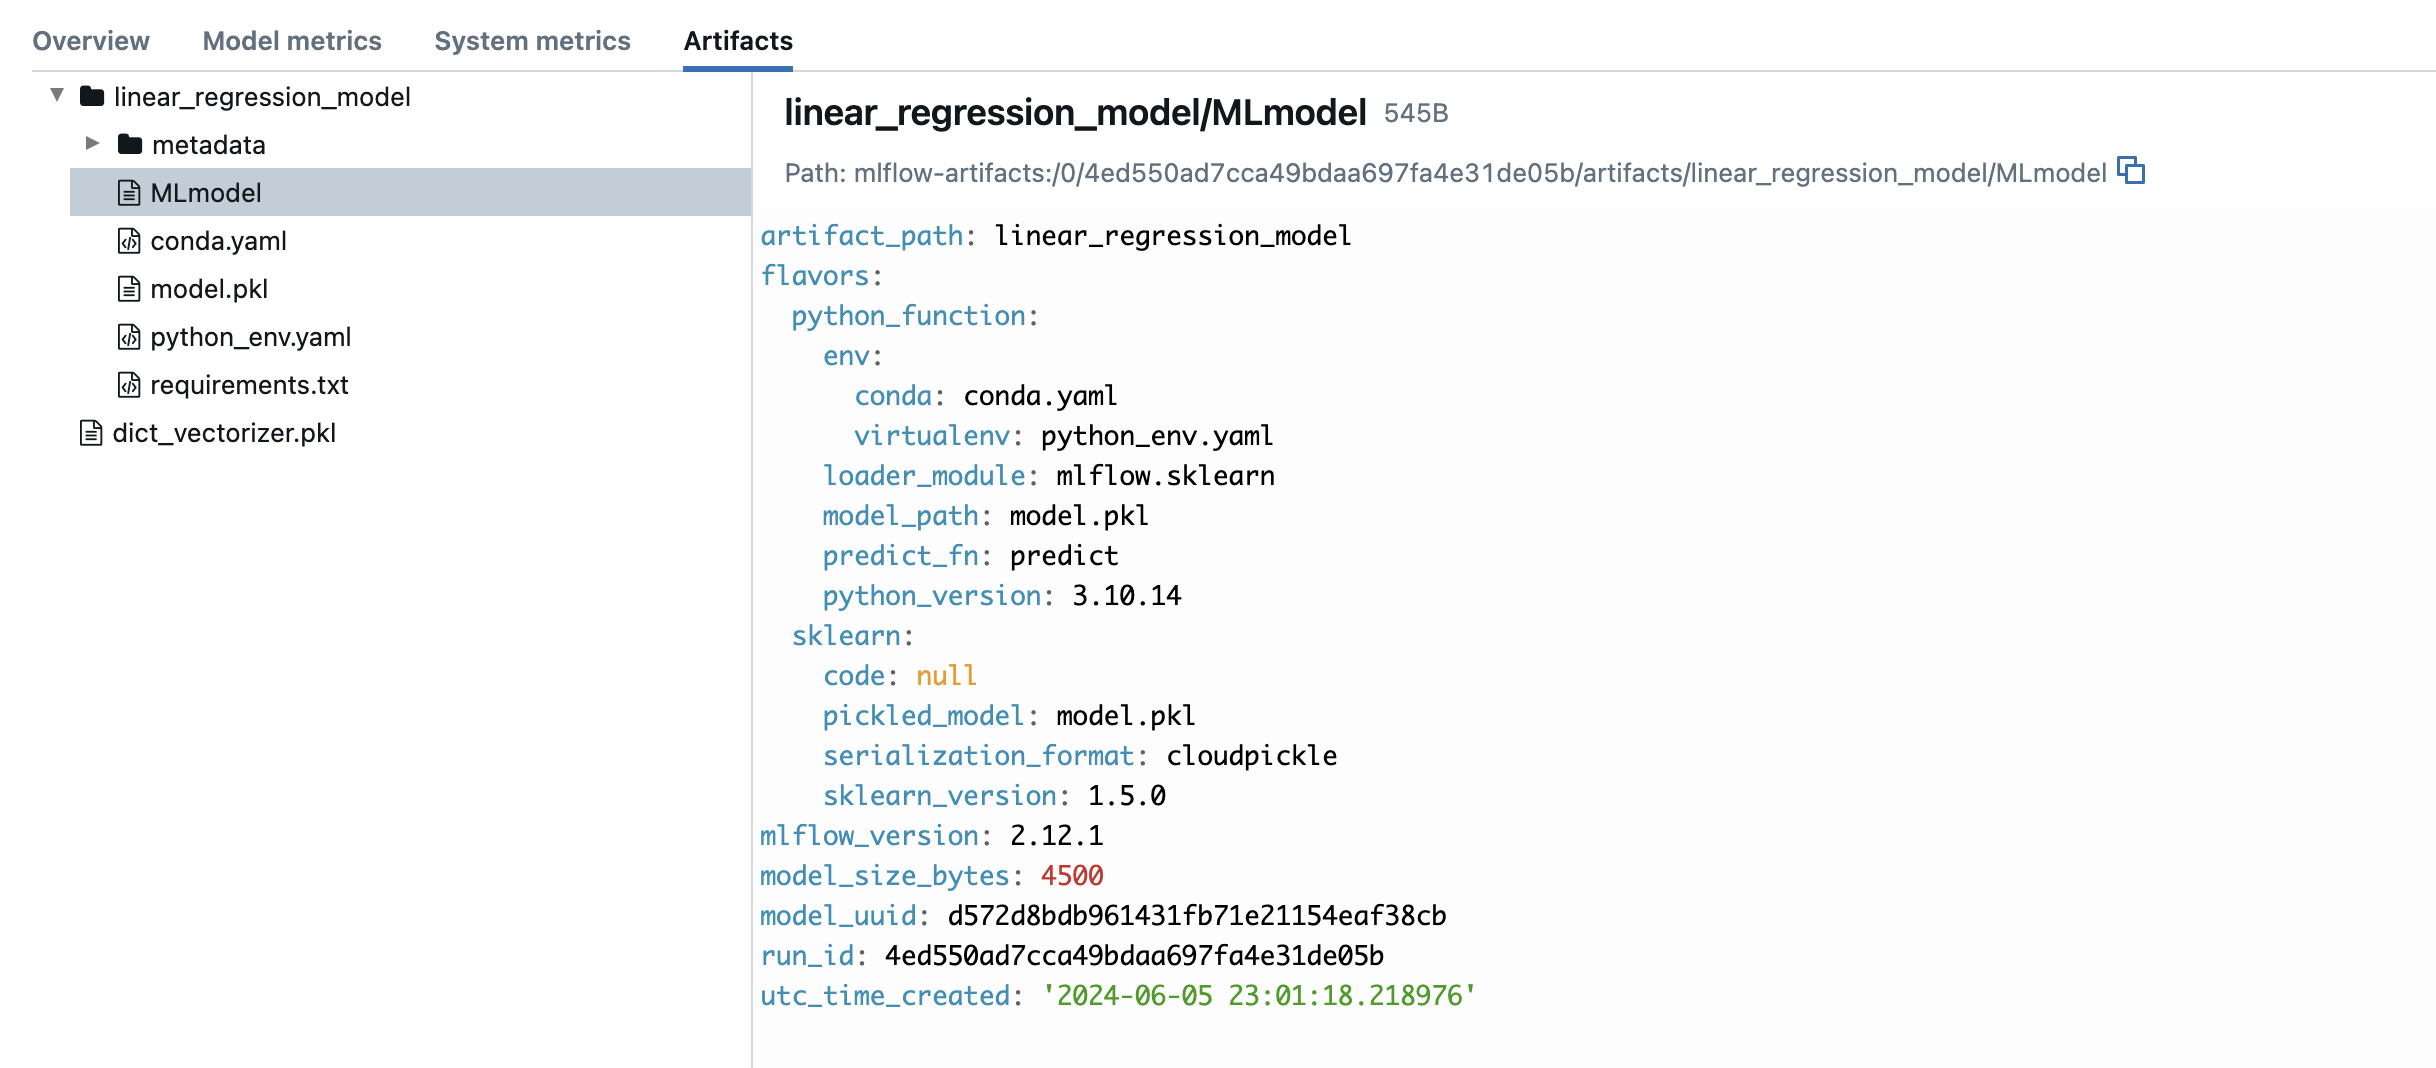 Overview Model metrics System metrics Artifacts
linear_regression_model
metadata
MLmodel
conda.yaml
model.pkl
python_env.yaml
requirements.txt
dict_vectorizer.pkl
linear_regression_model/MLmodel 545B
Path: mlflow-artifacts:/0/4ed550ad7cca49bdaa697fa4e31de05b/artifacts/linear_regression_model/MLmodel
artifact_path: linear_regression_model
flavors:
  python_function:
    env:
      conda: conda.yaml
      virtualenv: python_env.yaml
    loader_module: mlflow.sklearn
    model_path: model.pkl
    predict_fn: predict
    python_version: 3.10.14
  sklearn:
    code: null
    pickled_model: model.pkl
    serialization_format: cloudpickle
    sklearn_version: 1.5.0
mlflow_version: 2.12.1
model_size_bytes: 4500
model_uuid: d572d8bdb961431fb71e21154eaf38cb
run_id: 4ed550ad7cca49bdaa697fa4e31de05b
utc_time_created: '2024-06-05 23:01:18.218976'